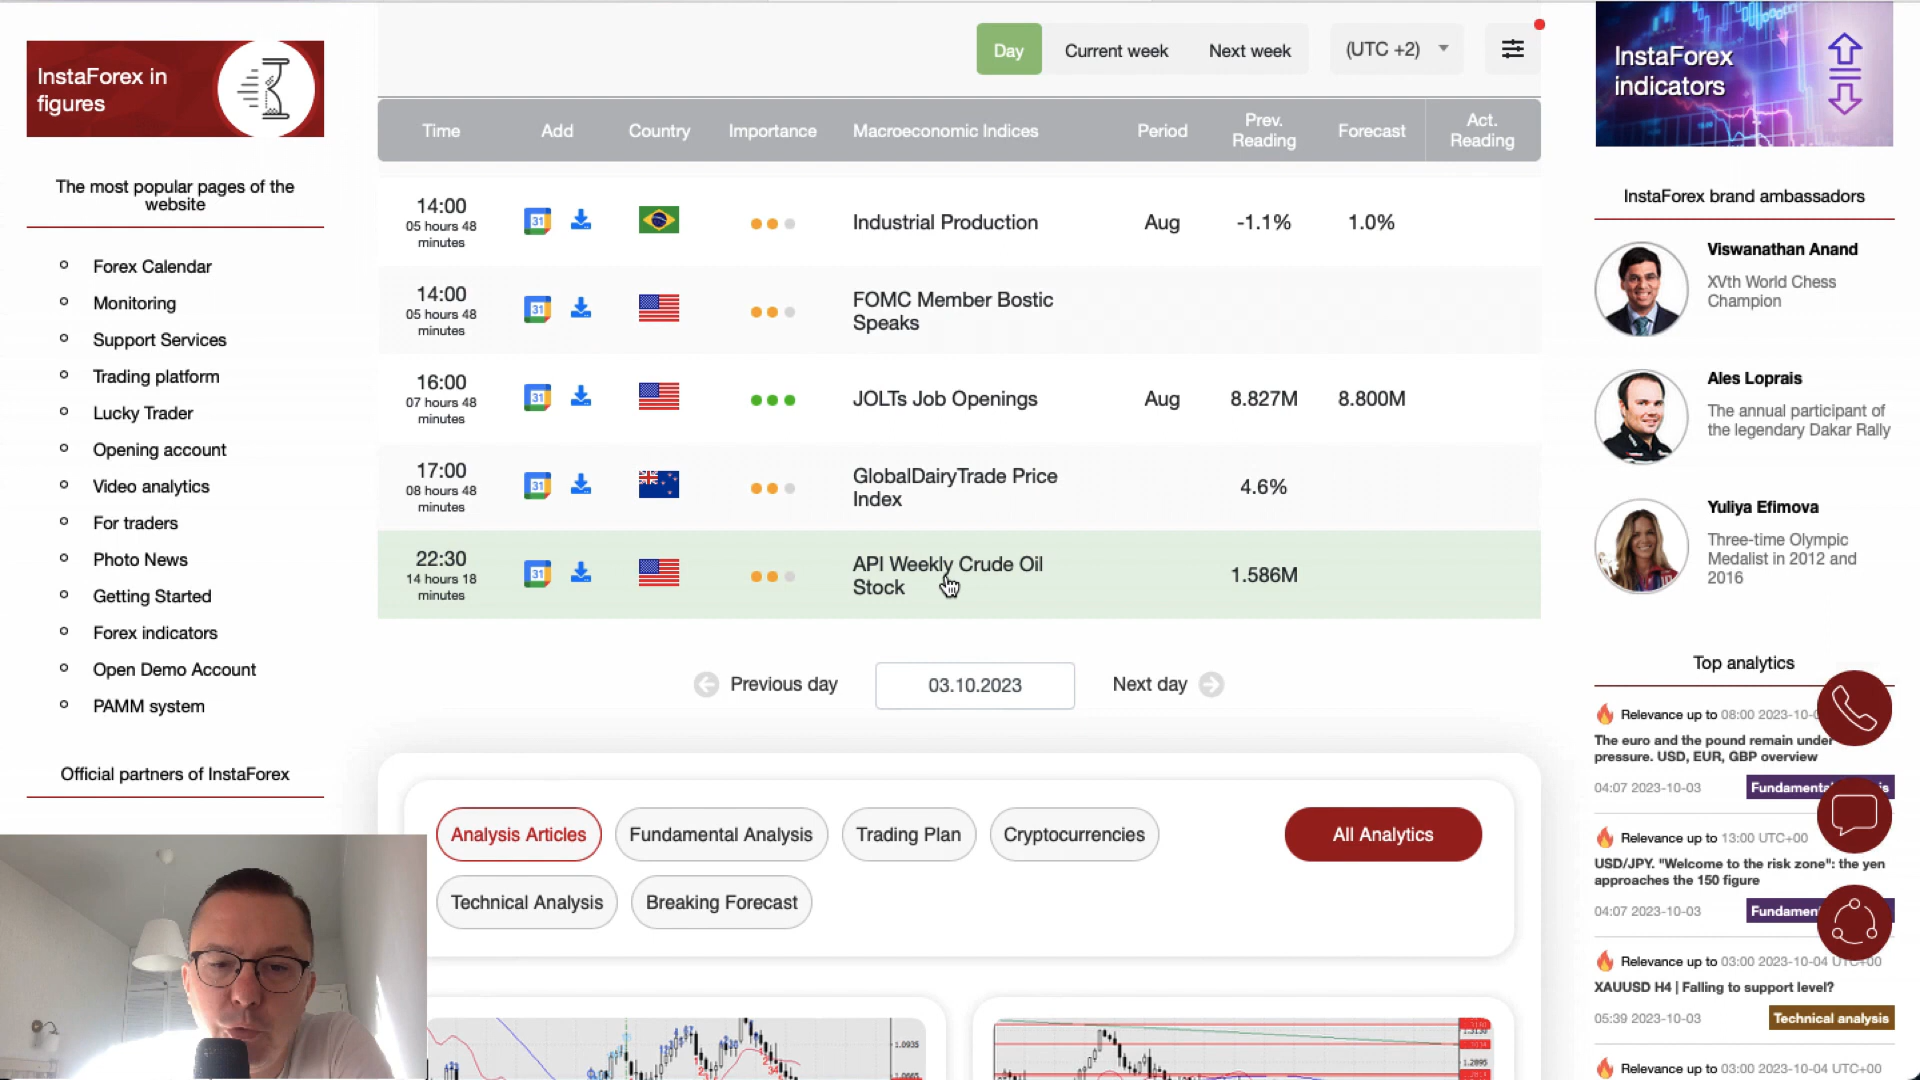 InstaForex in
figures
The most popular pages of the
website
Forex Calendar
Monitoring
Support Services
Trading platform
Lucky Trader
Opening account
Video analytics
For traders
Photo News
Getting Started
Forex indicators
Open Demo Account
PAMM system
Official partners of InstaForex
Day Current week Next week (UTC +2)
Time Add Country Importance Macroeconomic Indices Period Prev. Reading Forecast Act. Reading
14:00
05 hours 48
minutes
31
Industrial Production Aug -1.1% 1.0%
14:00
05 hours 48
minutes
31
FOMC Member Bostic
Speaks
16:00
07 hours 48
minutes
31
JOLTs Job Openings Aug 8.827M 8.800M
17:00
08 hours 48
minutes
31
GlobalDairyTrade Price
Index
4.6%
22:30
14 hours 18
minutes
31
API Weekly Crude Oil
Stock
1.586M
Previous day 03.10.2023 Next day
Analysis Articles Fundamental Analysis Trading Plan Cryptocurrencies All Analytics
Technical Analysis Breaking Forecast
1.0935
1.2095
InstaForex
indicators
InstaForex brand ambassadors
Viswanathan Anand
XVth World Chess
Champion
Ales Loprais
The annual participant of
the legendary Dakar Rally
Yuliya Efimova
Three-time Olympic
Medalist in 2012 and
2016
Top analytics
Relevance up to 08:00 2023-10-
The euro and the pound remain under
pressure. USD, EUR, GBP overview
04:07 2023-10-03
Relevance up to 13:00 UTC+00
USD/JPY. "Welcome to the risk zone": the yen
approaches the 150 figure
04:07 2023-10-03
Relevance up to 03:00 2023-10-04 UTC+00
XAUUSD H4 | Falling to support level?
05:39 2023-10-03 Technical analysis
Relevance up to 03:00 2023-10-04 UTC+00